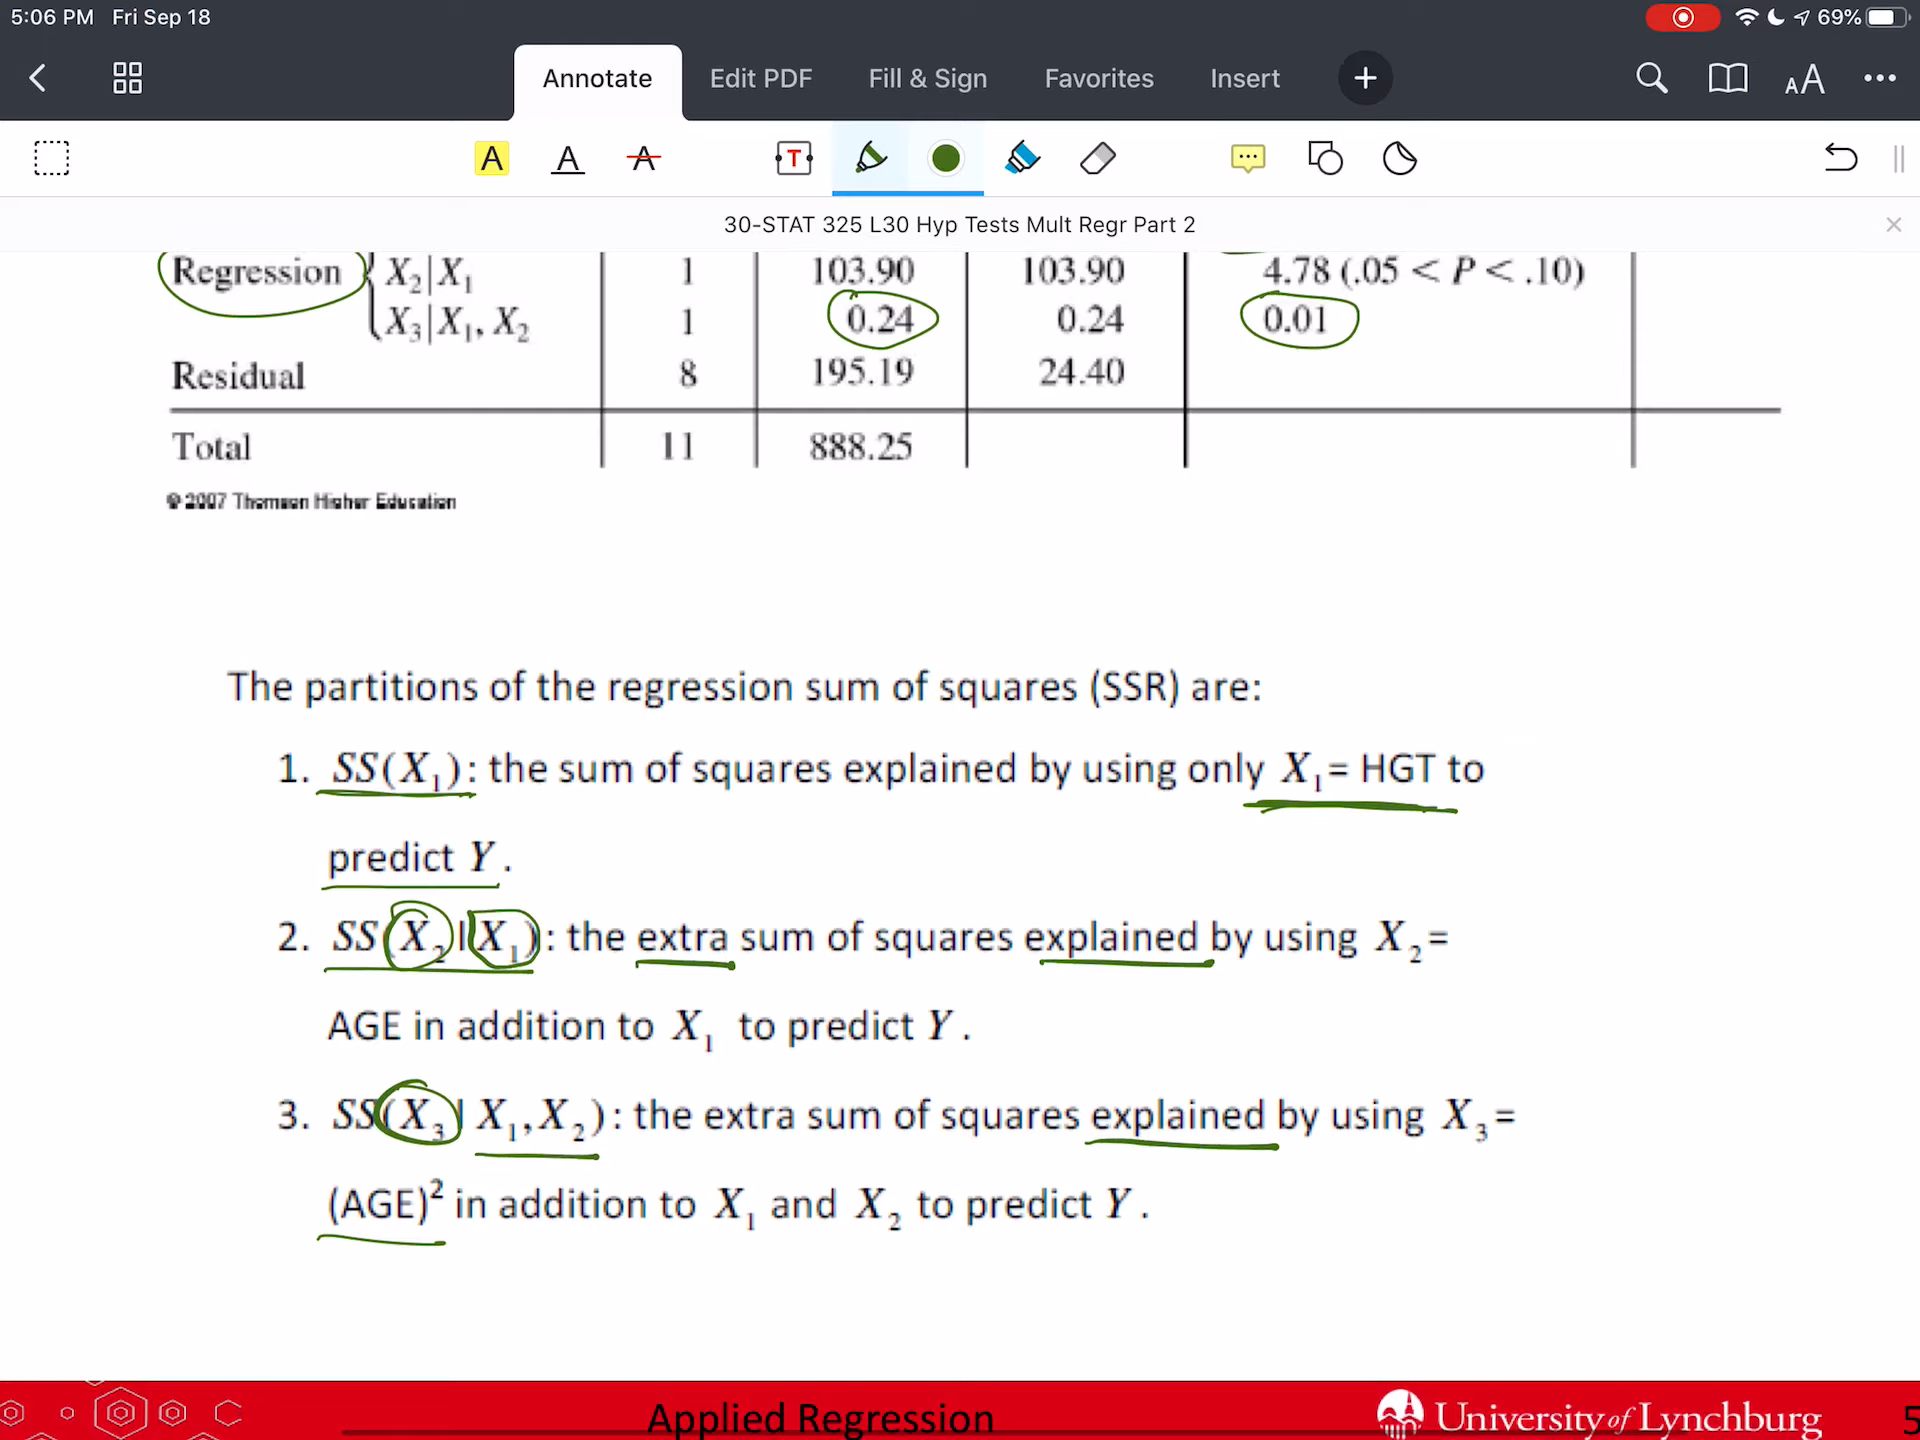 5:06 PM Fri Sep 18 69%
Annotate Edit PDF Fill & Sign Favorites Insert + AA
A A A T
30-STAT 325 L30 Hyp Tests Mult Regr Part 2
Regression X₂|X₁ 1 103.90 103.90 4.78 (.05 < P < .10)
X₃|X₁, X₂ 1 0.24 0.24 0.01
Residual 8 195.19 24.40
Total 11 888.25
© 2007 Thomson Higher Education
The partitions of the regression sum of squares (SSR) are:
1. SS(X₁): the sum of squares explained by using only X₁= HGT to
predict Y.
2. SS(X₂|X₁): the extra sum of squares explained by using X₂=
AGE in addition to X₁ to predict Y.
3. SS(X₃| X₁,X₂): the extra sum of squares explained by using X₃=
(AGE)² in addition to X₁ and X₂ to predict Y.
Applied Regression University of Lynchburg 5